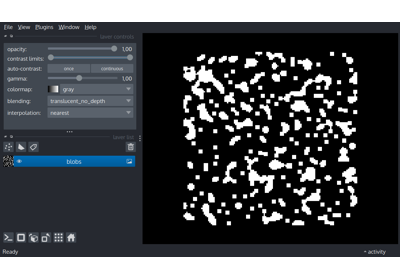 File View Plugins Window Help
layer controls
opacity: 1,00
contrast limits:
auto-contrast: once continuous
gamma: 1,00
colormap: gray
blending: translucent_no_depth
interpolation: nearest
layer list
blobs
Ready activity